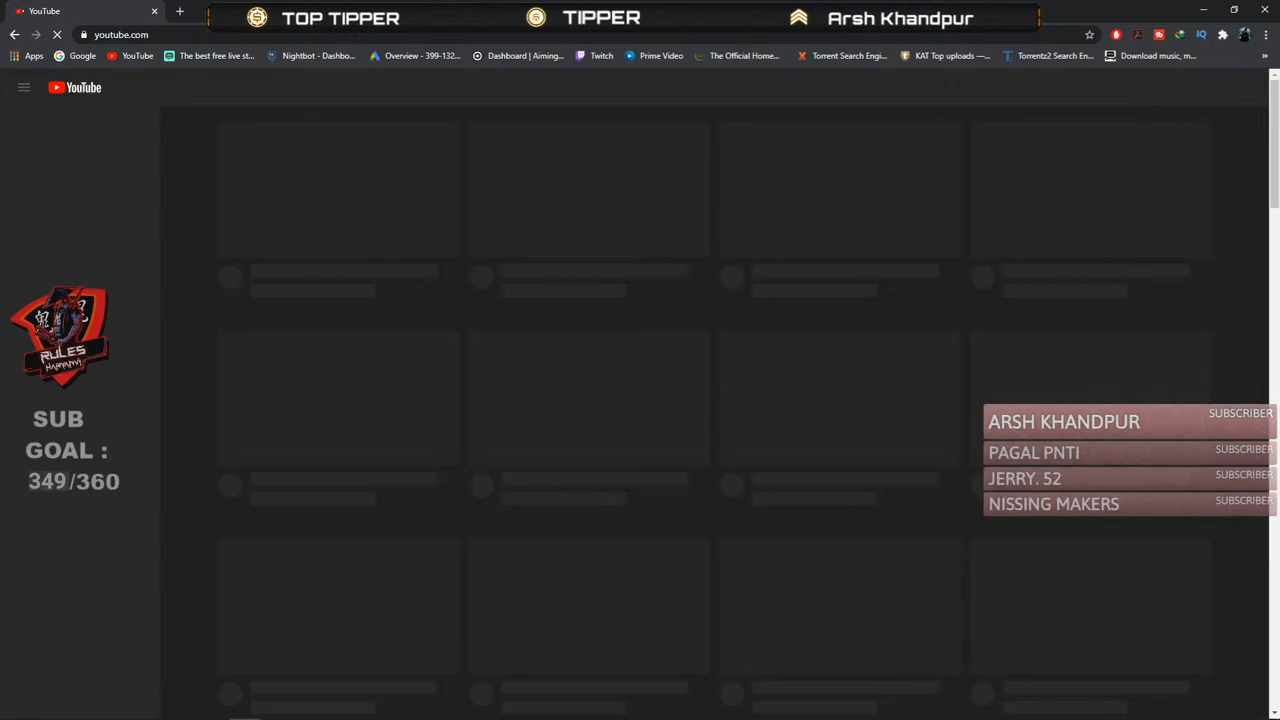 YouTube
TOP TIPPER
TIPPER
Arsh Khandpur
youtube.com
Apps
Google
YouTube
The best free live st...
Nightbot - Dashbo...
Overview - 399-132...
Dashboard | Aiming...
Twitch
Prime Video
The Official Home...
Torrent Search Engi...
KAT Top uploads —...
Torrentz2 Search En...
Download music, m...
YouTube
RULES
HARYANVI
SUB
GOAL :
349/360
ARSH KHANDPUR SUBSCRIBER
PAGAL PNTI SUBSCRIBER
JERRY. 52 SUBSCRIBER
NISSING MAKERS SUBSCRIBER